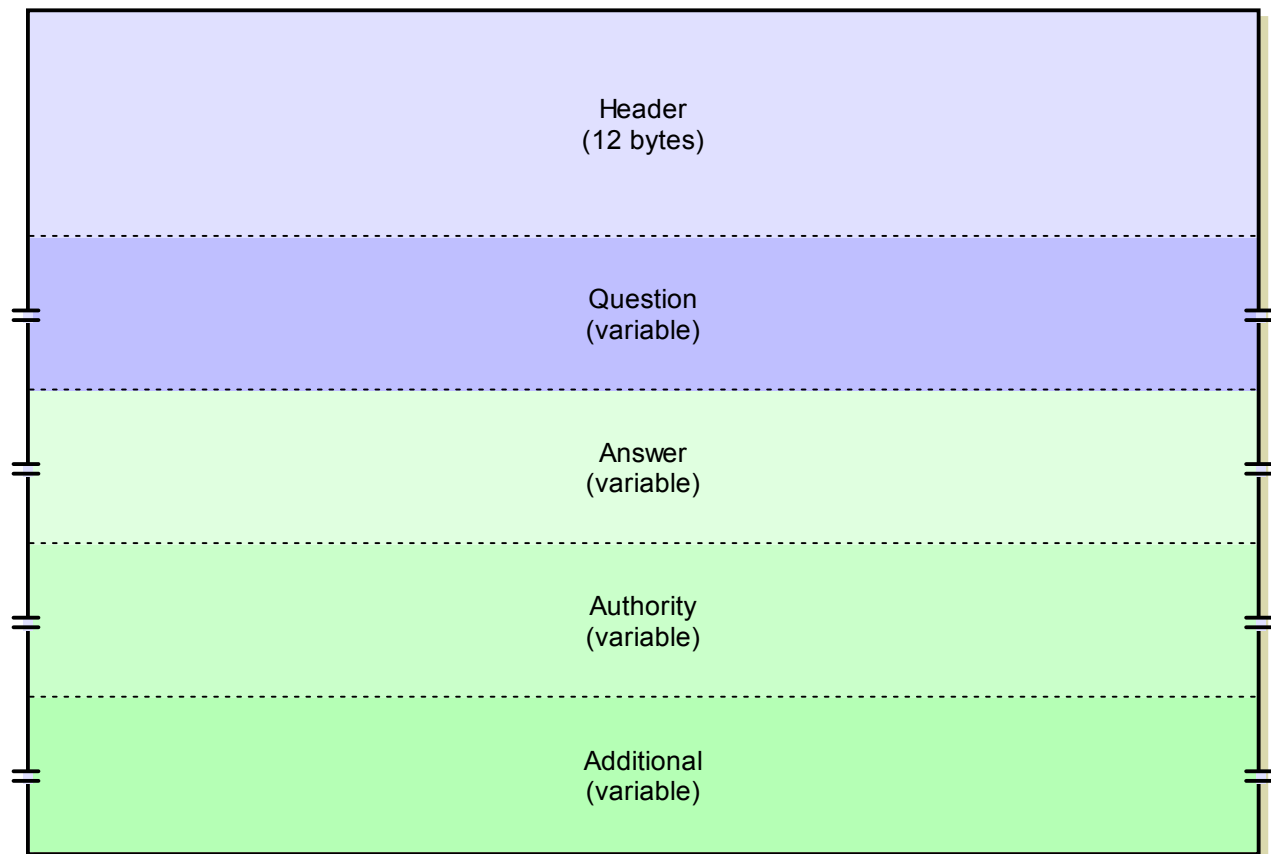 Header
(12 bytes)
Question
(variable)
Answer
(variable)
Authority
(variable)
Additional
(variable)